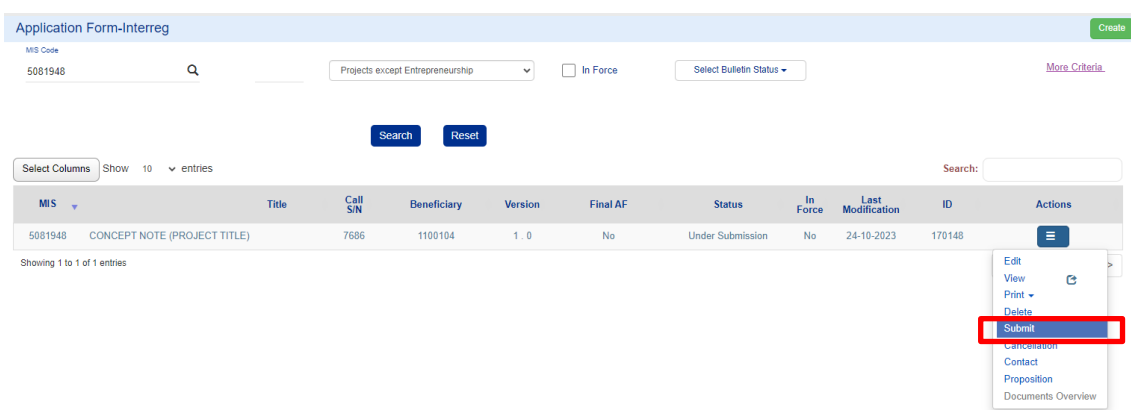 Application Form-Interreg
Create
MIS Code
5081948
Projects except Entrepreneurship
In Force
Select Bulletin Status
More Criteria
Search
Reset
Select Columns
Show 10 entries
Search:
MIS
Title
Call S/N
Beneficiary
Version
Final AF
Status
In Force
Last Modification
ID
Actions
5081948 CONCEPT NOTE (PROJECT TITLE) 7686 1100104 1 . 0 No Under Submission No 24-10-2023 170148
Showing 1 to 1 of 1 entries
>
Edit
View
Print
Delete
Submit
Cancellation
Contact
Proposition
Documents Overview